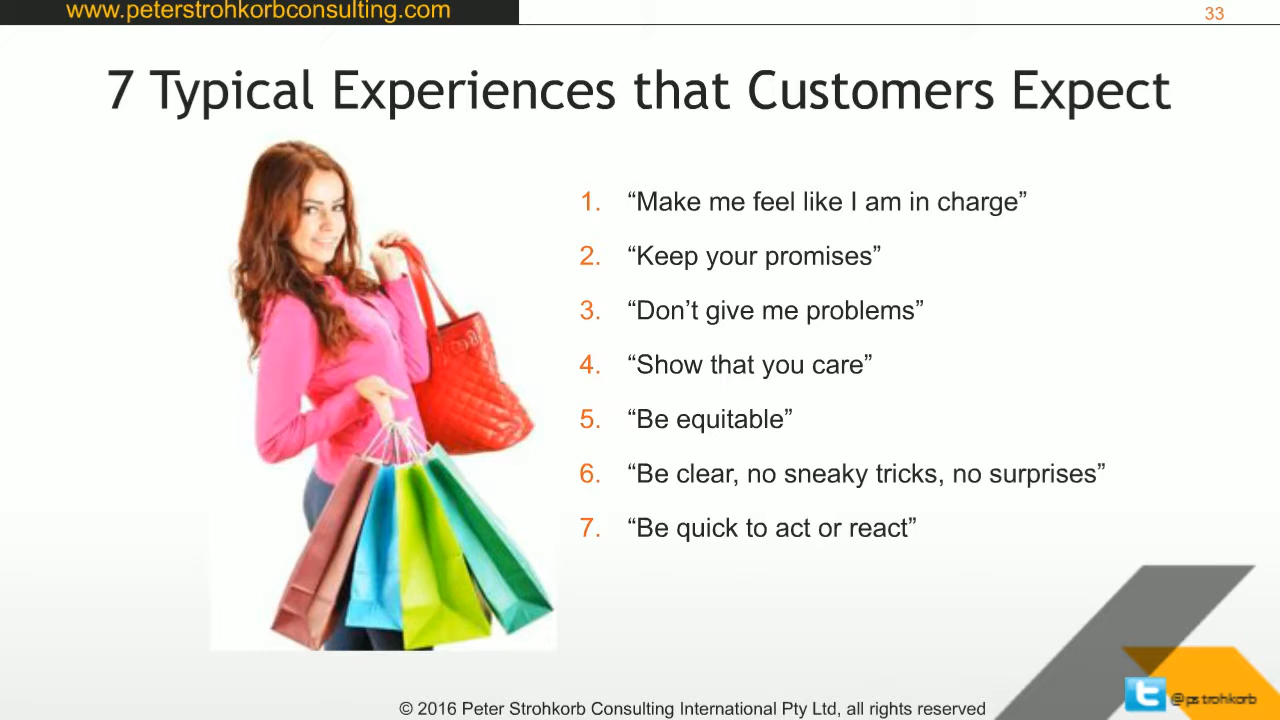 www.peterstrohkorbconsulting.com
33
7 Typical Experiences that Customers Expect
1. “Make me feel like I am in charge”
2. “Keep your promises”
3. “Don’t give me problems”
4. “Show that you care”
5. “Be equitable”
6. “Be clear, no sneaky tricks, no surprises”
7. “Be quick to act or react”
@pstrohkorb
© 2016 Peter Strohkorb Consulting International Pty Ltd, all rights reserved